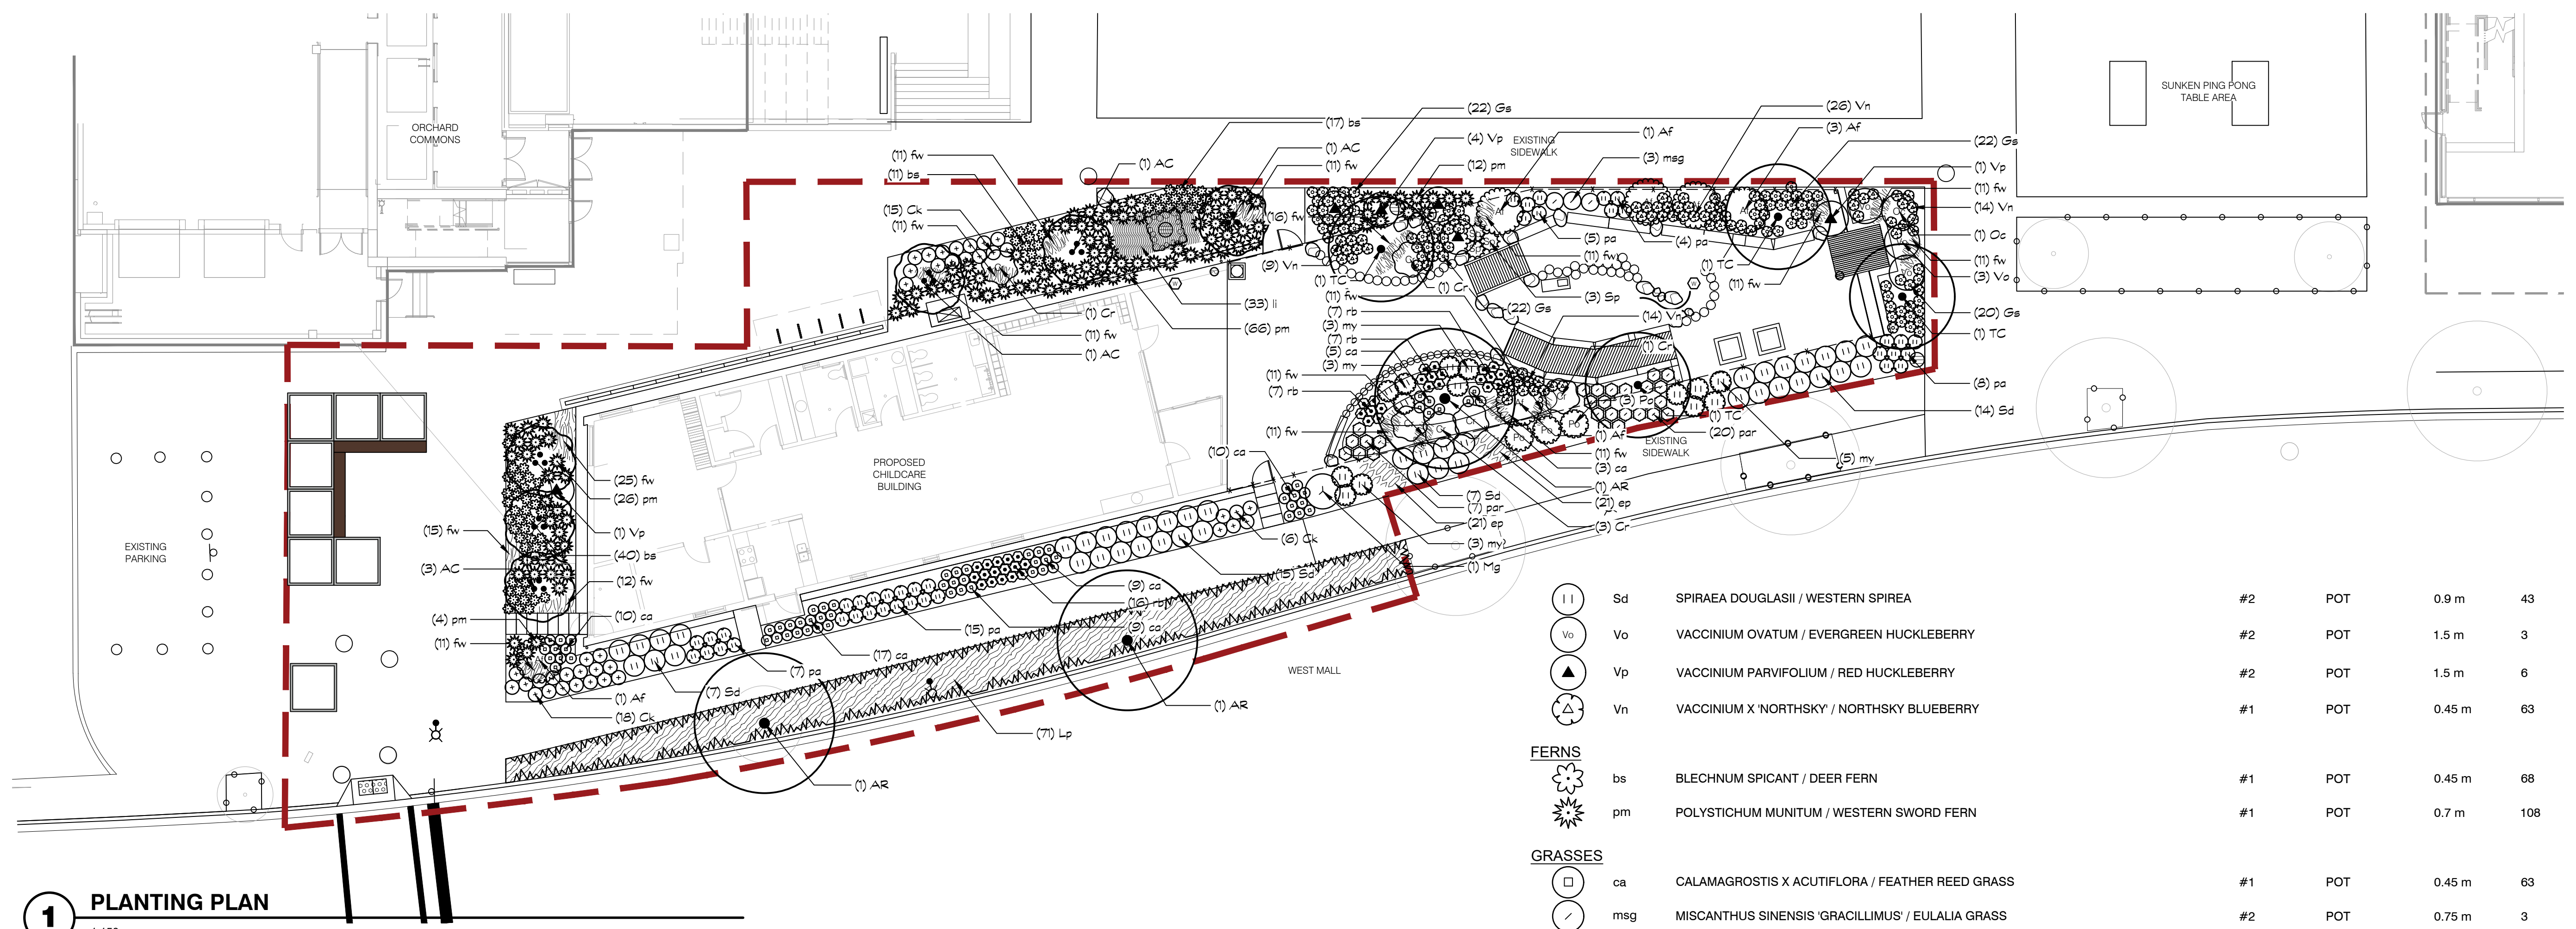 ORCHARD
COMMONS
SUNKEN PING PONG
TABLE AREA
EXISTING
SIDEWALK
(17) bs
(22) Gs
(4) Vp
(12) pm
(1) Af
(3) msg
(26) Vn
(3) Af
(22) Gs
(1) Vp
(11) fw
(14) Vn
(1) Oc
(11) fw
(3) Vo
(20) Gs
(1) TC
(8) pa
(14) Sd
(11) fw
(11) bs
(15) Ck
(11) fw
(1) AC
(1) AC
(11) fw
(16) fw
(9) Vn
(1) TC
(11) fw
(7) rb
(3) my
(7) rb
(5) ca
(3) my
(11) fw
(7) rb
(11) fw
(10) ca
(33) li
(66) pm
(1) Cr
(11) fw
(1) AC
(5) pa
(11) fw
(4) pa
(1) TC
(11) fw
(1) Cr
(3) Sp
(22) Gs
(14) Vn
(1) Cr
(3) Po
(1) TC
(20) par
EXISTING
SIDEWALK
(5) my
(1) Af
(11) fw
(3) ca
(1) AR
(21) ep
(3) Cr
(7) Sd
(7) par
(21) ep
(3) my
(1) Mg
PROPOSED
CHILDCARE
BUILDING
EXISTING
PARKING
(25) fw
(26) pm
(1) Vp
(40) bs
(12) fw
(10) ca
(15) fw
(3) AC
(4) pm
(11) fw
(1) Af
(18) Ck
(7) Sd
(7) pa
(17) ca
(15) pa
(9) ca
(16) rb
(9) ca
(15) Sd
(6) Ck
(1) AR
(71) Lp
(1) AR
WEST MALL
Sd SPIRAEA DOUGLASII / WESTERN SPIREA #2 POT 0.9 m 43
Vo VACCINIUM OVATUM / EVERGREEN HUCKLEBERRY #2 POT 1.5 m 3
Vp VACCINIUM PARVIFOLIUM / RED HUCKLEBERRY #2 POT 1.5 m 6
Vn VACCINIUM X 'NORTHSKY' / NORTHSKY BLUEBERRY #1 POT 0.45 m 63
FERNS
bs BLECHNUM SPICANT / DEER FERN #1 POT 0.45 m 68
pm POLYSTICHUM MUNITUM / WESTERN SWORD FERN #1 POT 0.7 m 108
GRASSES
ca CALAMAGROSTIS X ACUTIFLORA / FEATHER REED GRASS #1 POT 0.45 m 63
msg MISCANTHUS SINENSIS 'GRACILLIMUS' / EULALIA GRASS #2 POT 0.75 m 3
1 PLANTING PLAN